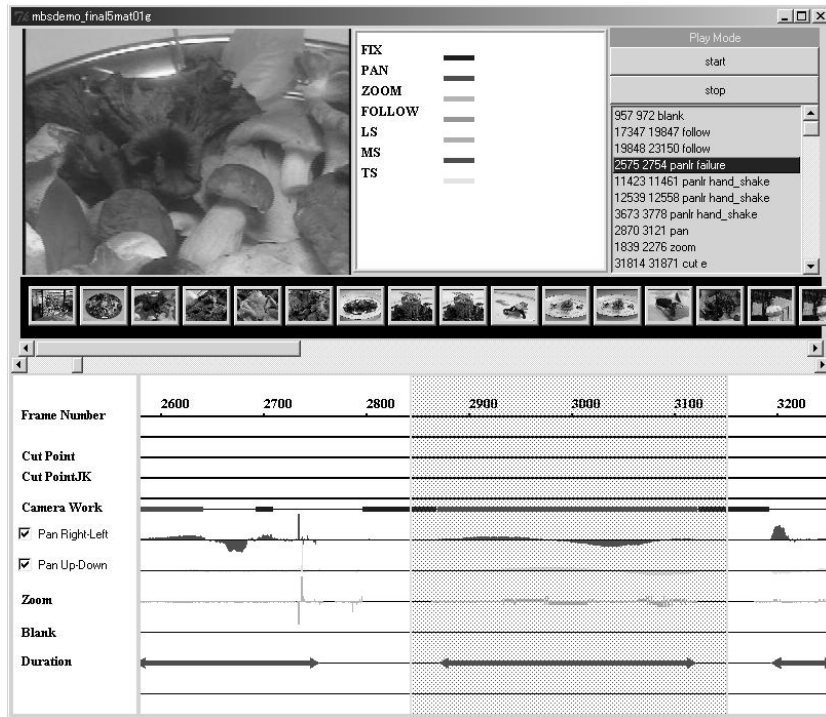 mbsdemo_final5mat01g
FIX
PAN
ZOOM
FOLLOW
LS
MS
TS
Play Mode
start
stop
957 972 blank
17347 19847 follow
19848 23150 follow
2575 2754 panlr failure
11423 11461 panlr hand_shake
12539 12558 panlr hand_shake
3673 3778 panlr hand_shake
2870 3121 pan
1839 2276 zoom
31814 31871 cut e
Frame Number
2600 2700 2800 2900 3000 3100 3200
Cut Point
Cut PointJK
Camera Work
Pan Right-Left
Pan Up-Down
Zoom
Blank
Duration